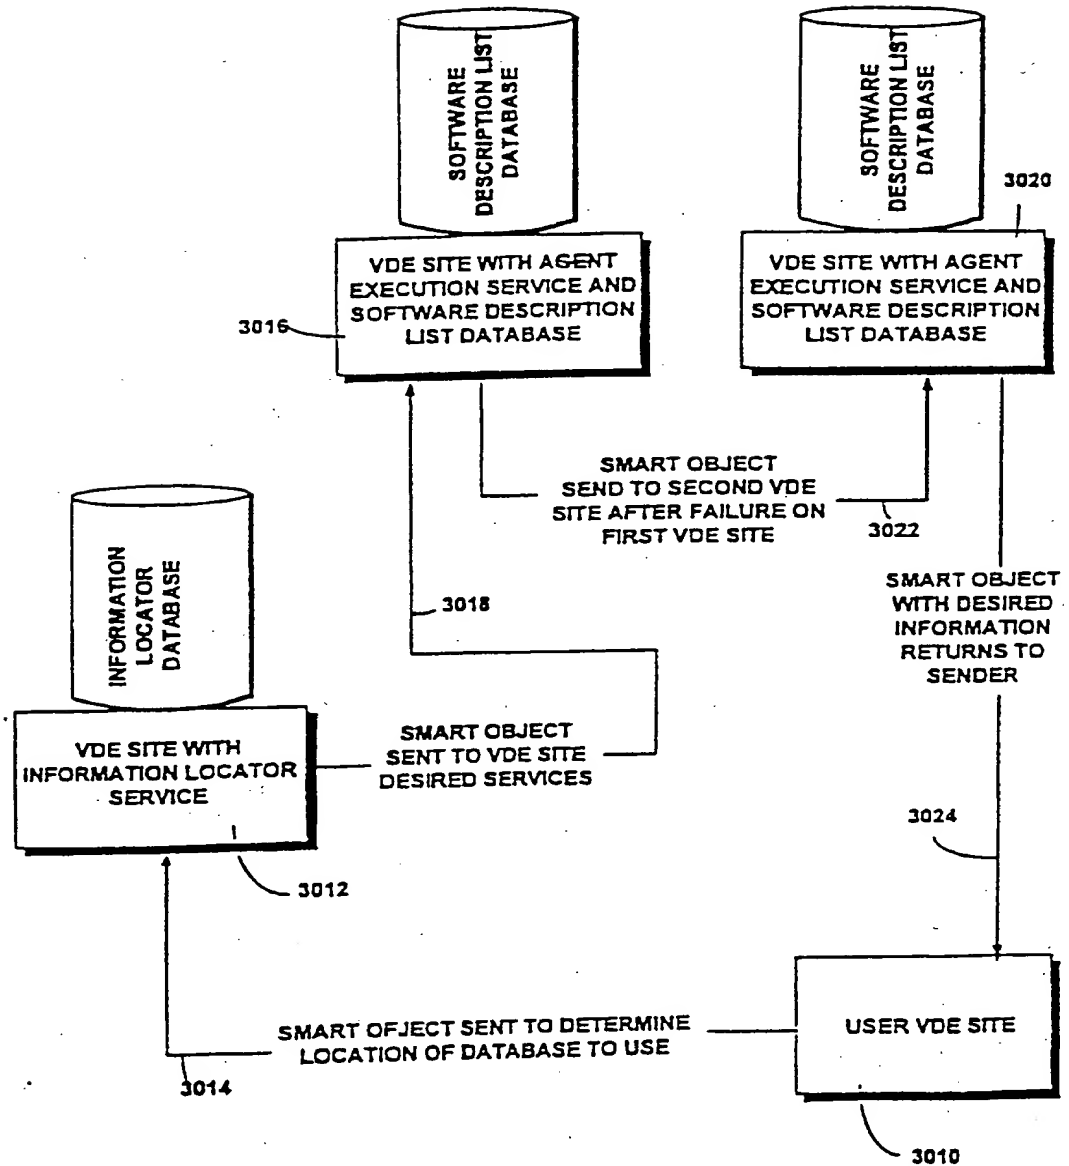 SOFTWARE
DESCRIPTION LIST
DATABASE
SOFTWARE
DESCRIPTION LIST
DATABASE
3020
VDE SITE WITH AGENT
EXECUTION SERVICE AND
SOFTWARE DESCRIPTION
LIST DATABASE
3016
VDE SITE WITH AGENT
EXECUTION SERVICE AND
SOFTWARE DESCRIPTION
LIST DATABASE
SMART OBJECT
SEND TO SECOND VDE
SITE AFTER FAILURE ON
FIRST VDE SITE
3022
INFORMATION
LOCATOR
DATABASE
3018
SMART OBJECT
WITH DESIRED
INFORMATION
RETURNS TO
SENDER
VDE SITE WITH
INFORMATION LOCATOR
SERVICE
SMART OBJECT
SENT TO VDE SITE
DESIRED SERVICES
3024
3012
SMART OFJECT SENT TO DETERMINE
LOCATION OF DATABASE TO USE
USER VDE SITE
3014
3010